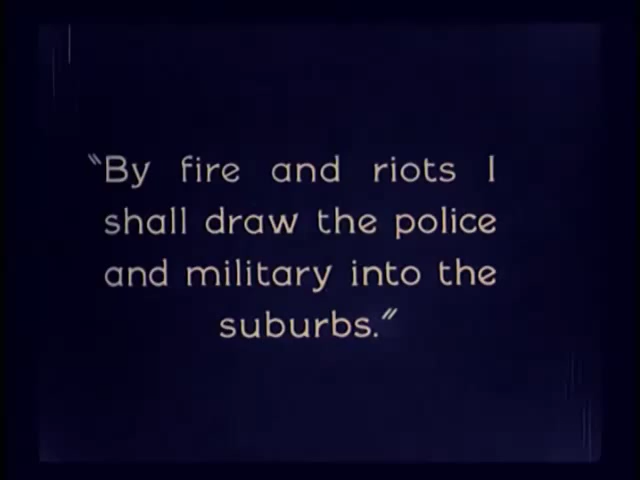 "By fire and riots I
shall draw the police
and military into the
suburbs."